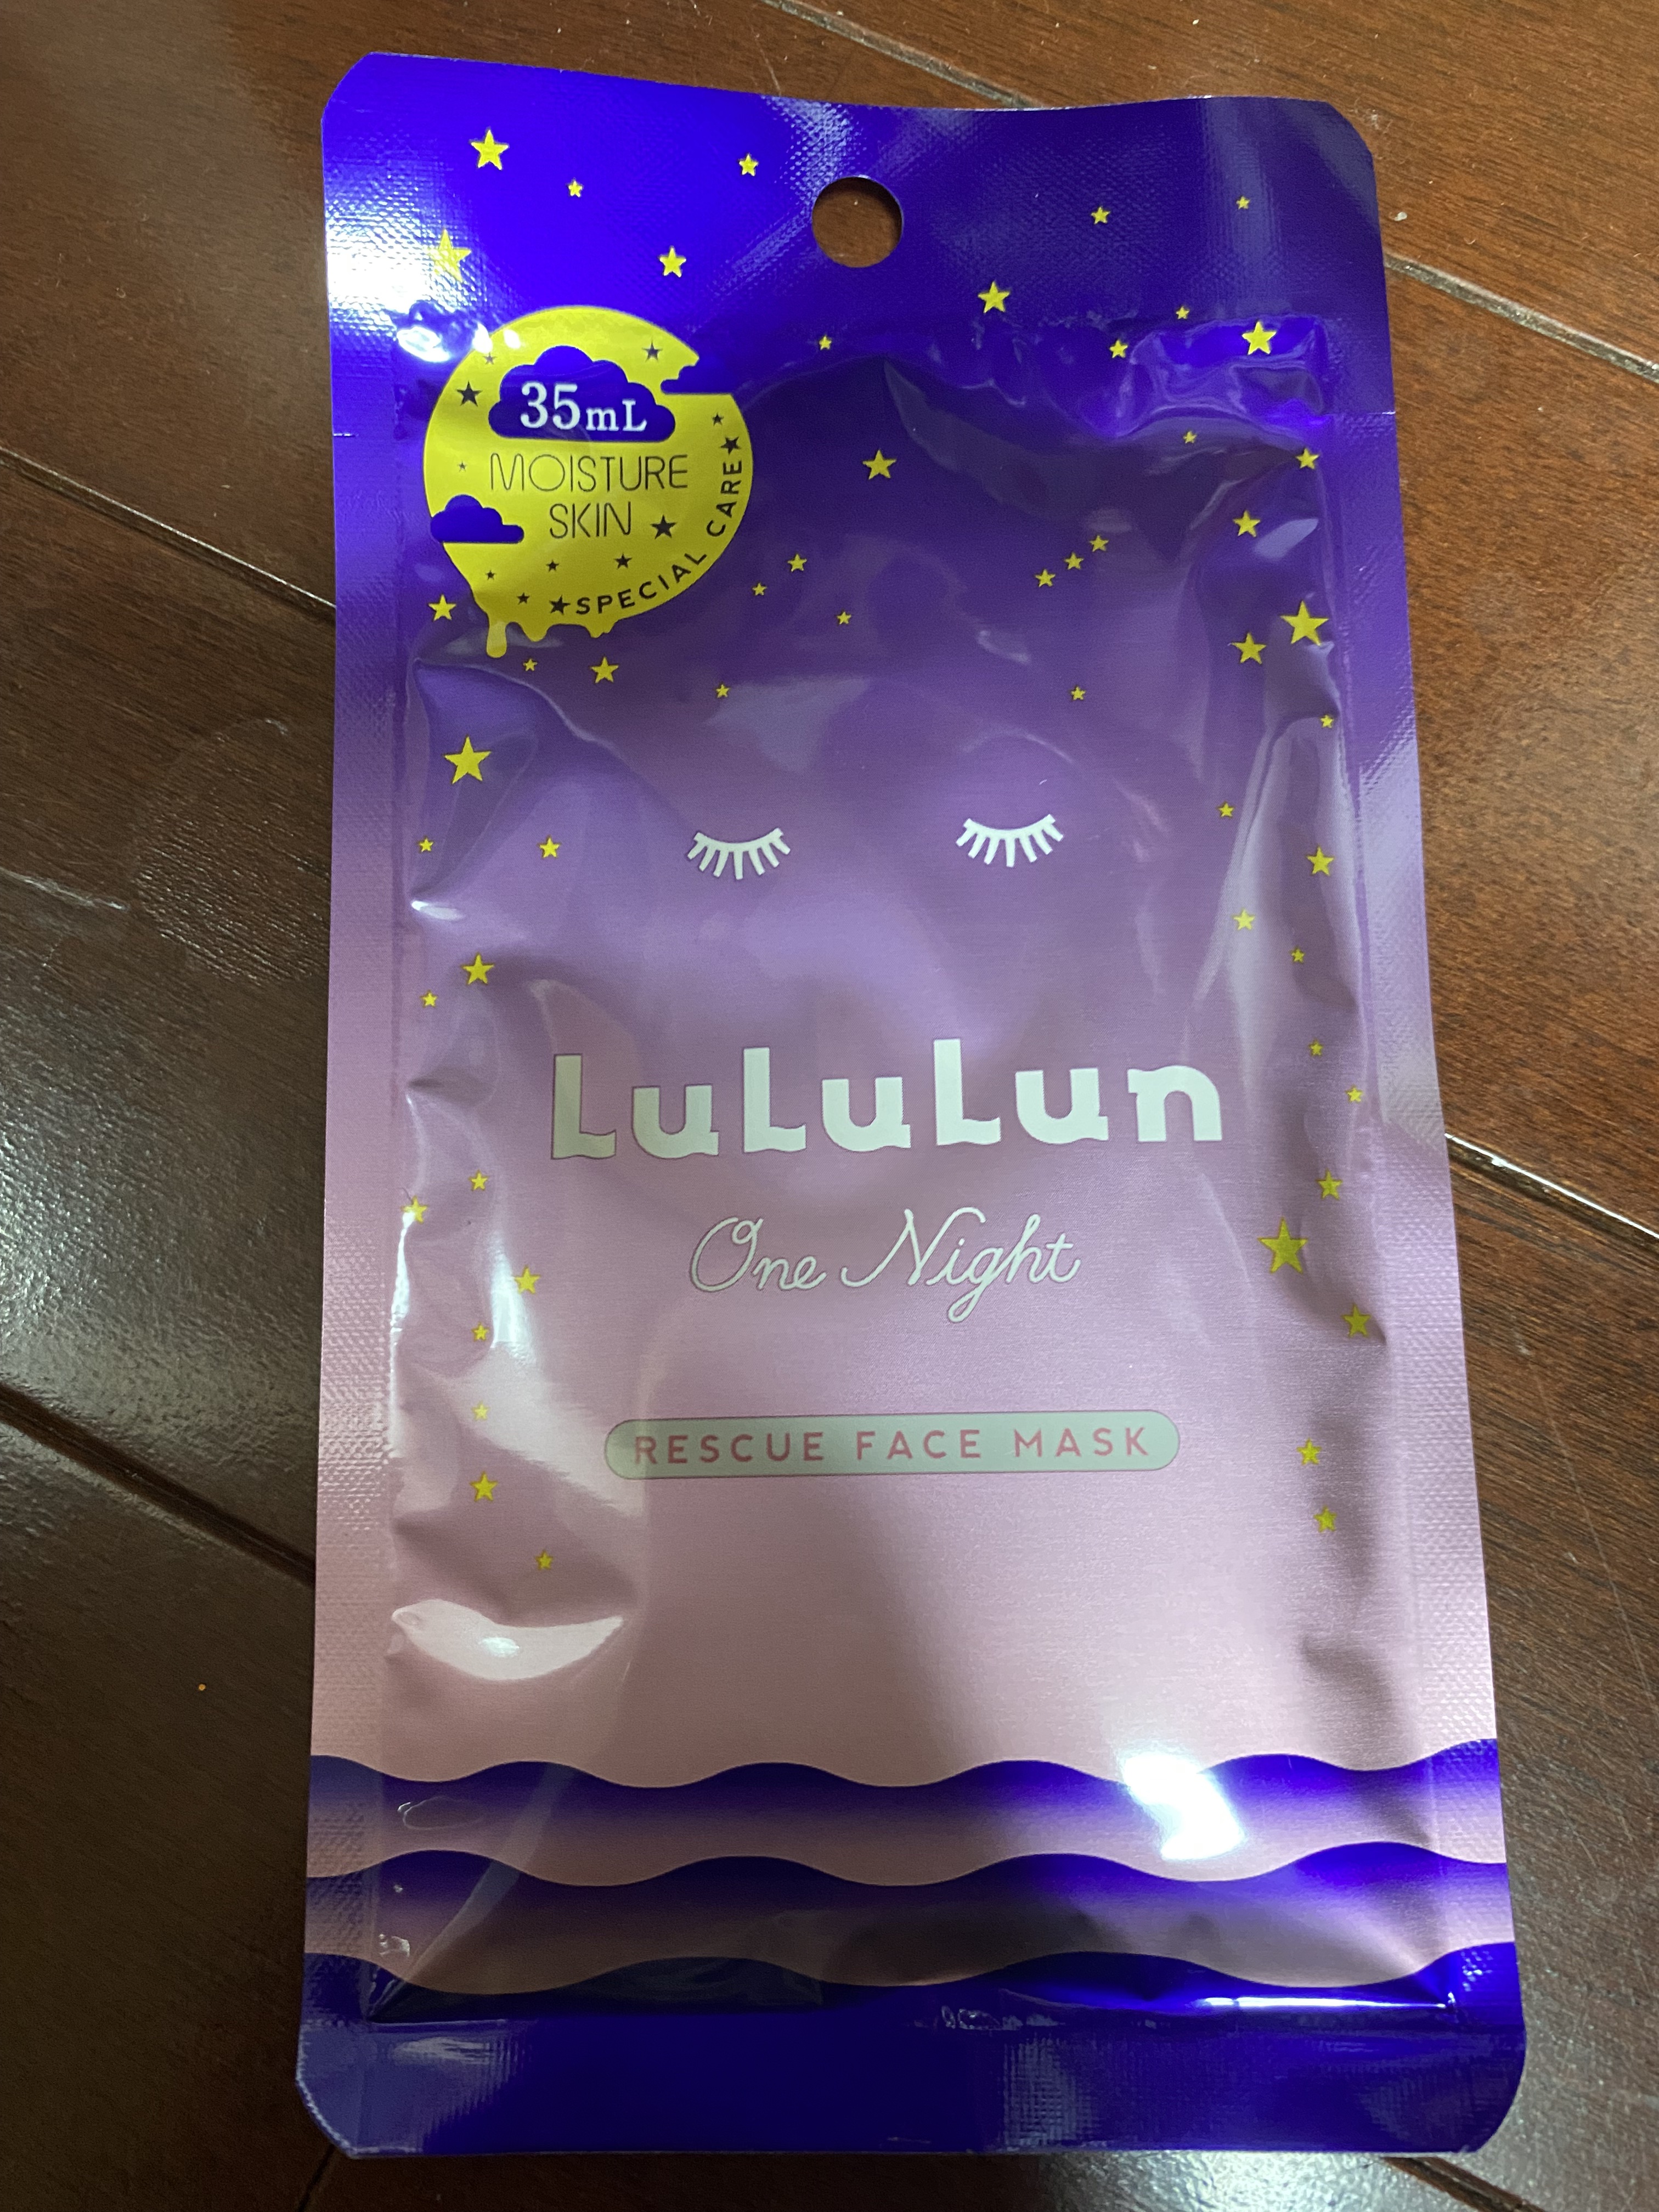 35mL
MOISTURE
SKIN
★SPECIAL CARE★
LuLuLun
One Night
RESCUE FACE MASK